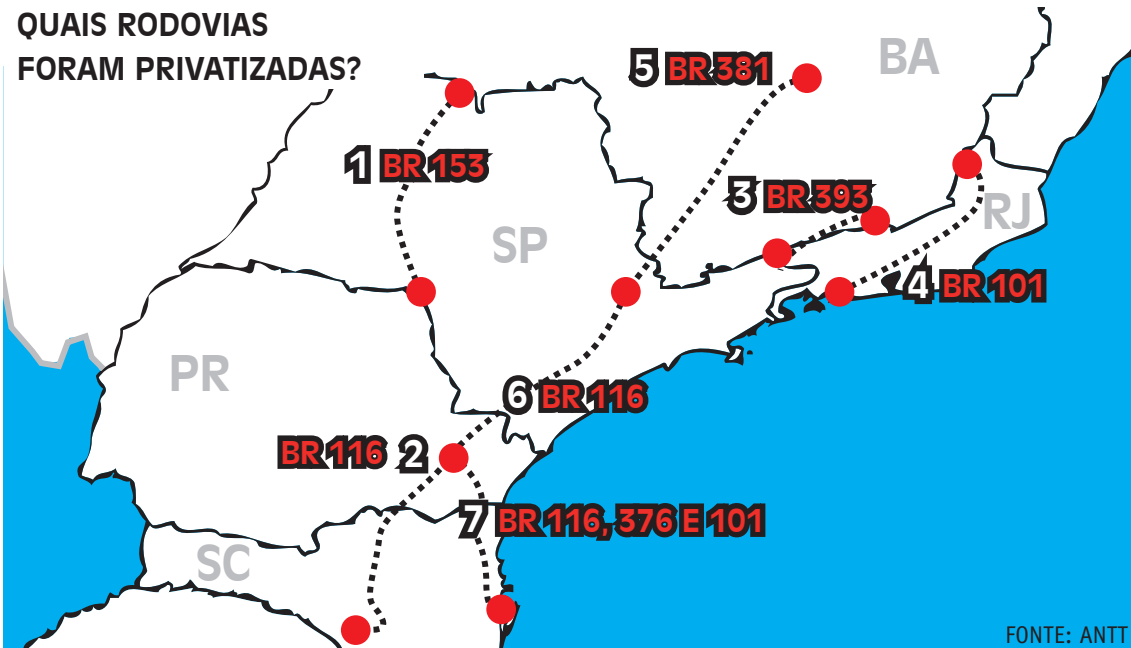 QUAIS RODOVIAS
FORAM PRIVATIZADAS?
BA
5 BR 381
1 BR 153
3 BR 393
RJ
SP
4 BR 101
PR
6 BR 116
BR 116 2
7 BR 116, 376 E 101
SC
FONTE: ANTT